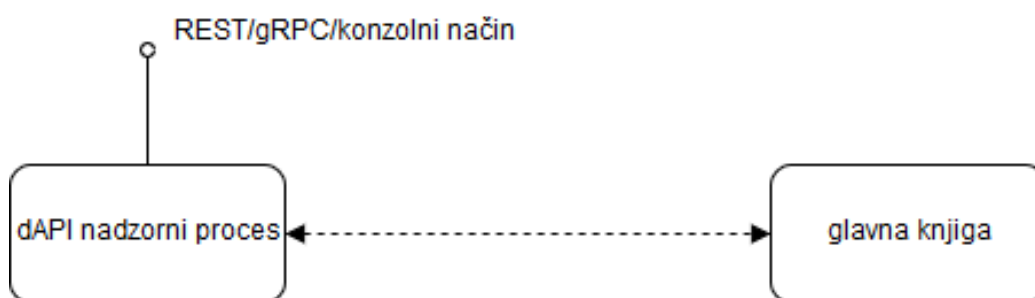 REST/gRPC/konzolni način
dAPI nadzorni proces
glavna knjiga